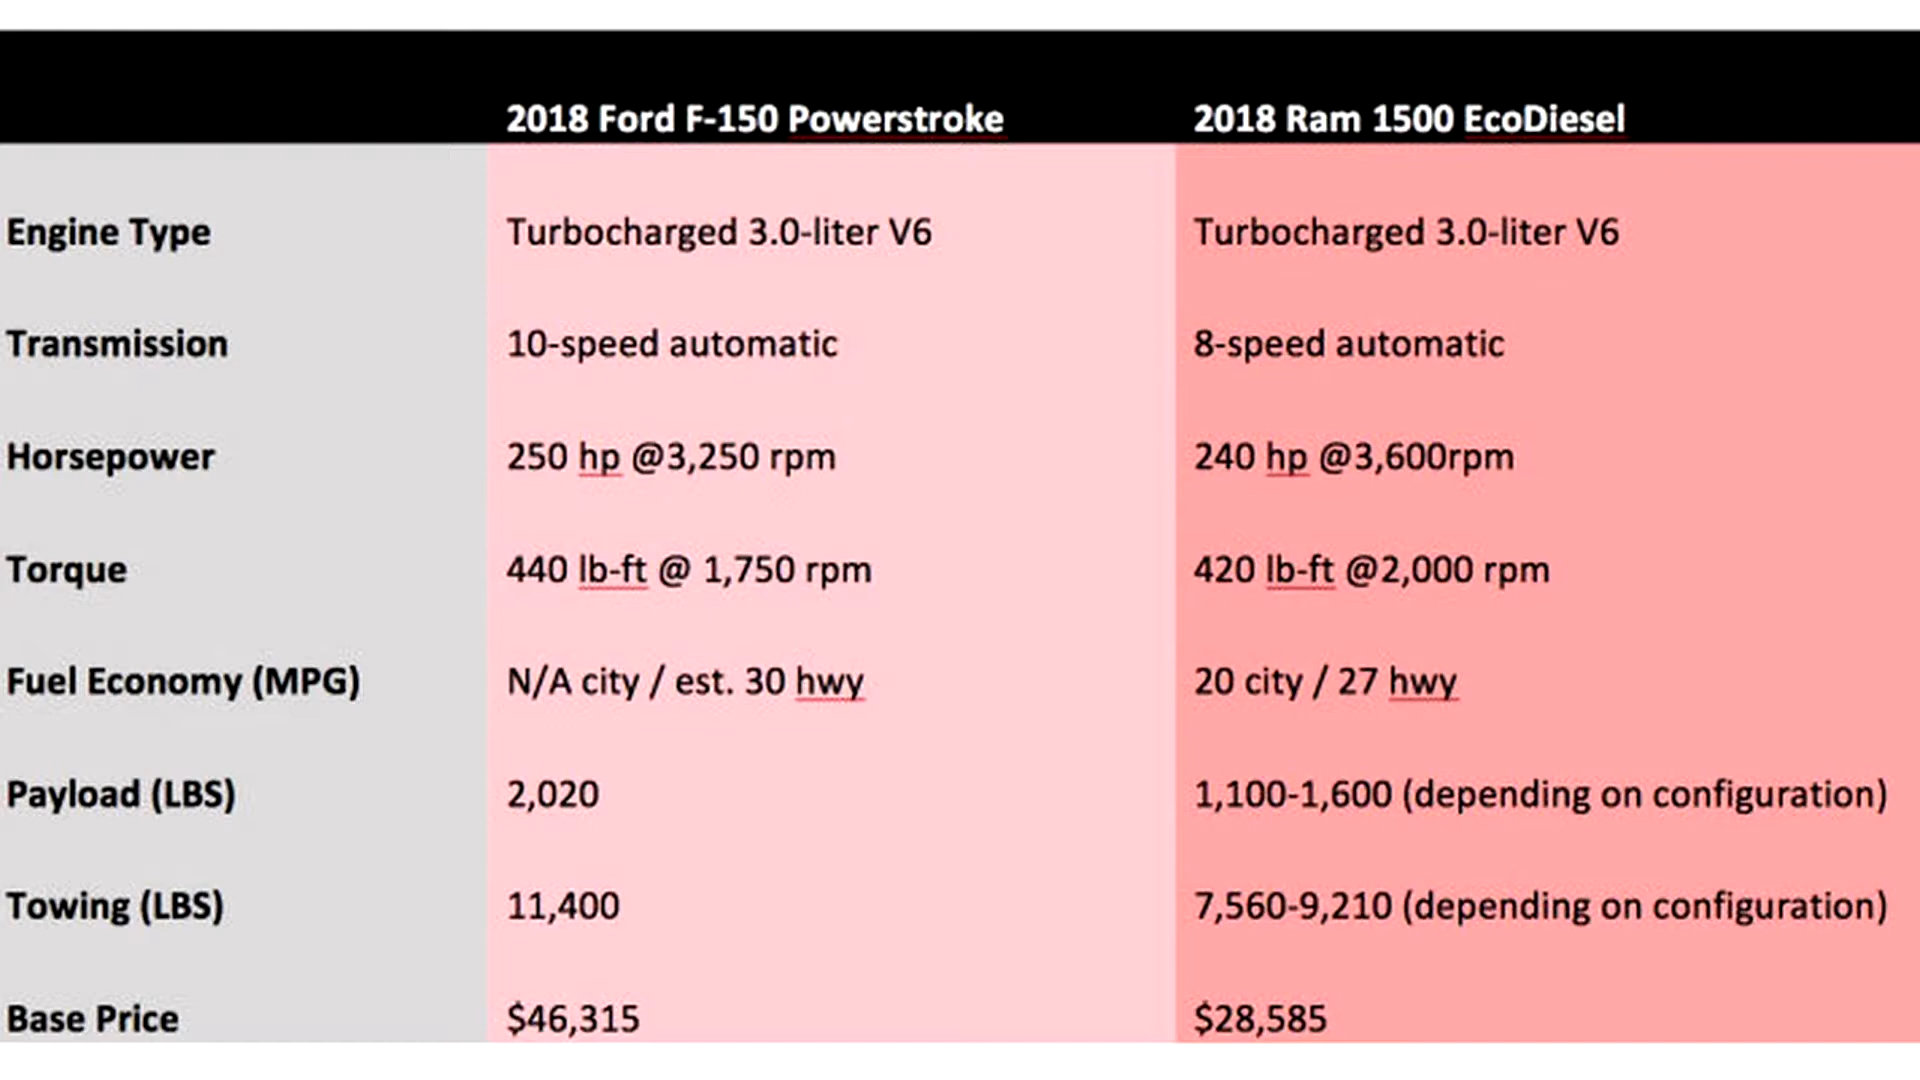 2018 Ford F-150 Powerstroke 2018 Ram 1500 EcoDiesel
Engine Type Turbocharged 3.0-liter V6 Turbocharged 3.0-liter V6
Transmission 10-speed automatic 8-speed automatic
Horsepower 250 hp @3,250 rpm 240 hp @3,600rpm
Torque 440 lb-ft @ 1,750 rpm 420 lb-ft @2,000 rpm
Fuel Economy (MPG) N/A city / est. 30 hwy 20 city / 27 hwy
Payload (LBS) 2,020 1,100-1,600 (depending on configuration)
Towing (LBS) 11,400 7,560-9,210 (depending on configuration)
Base Price $46,315 $28,585